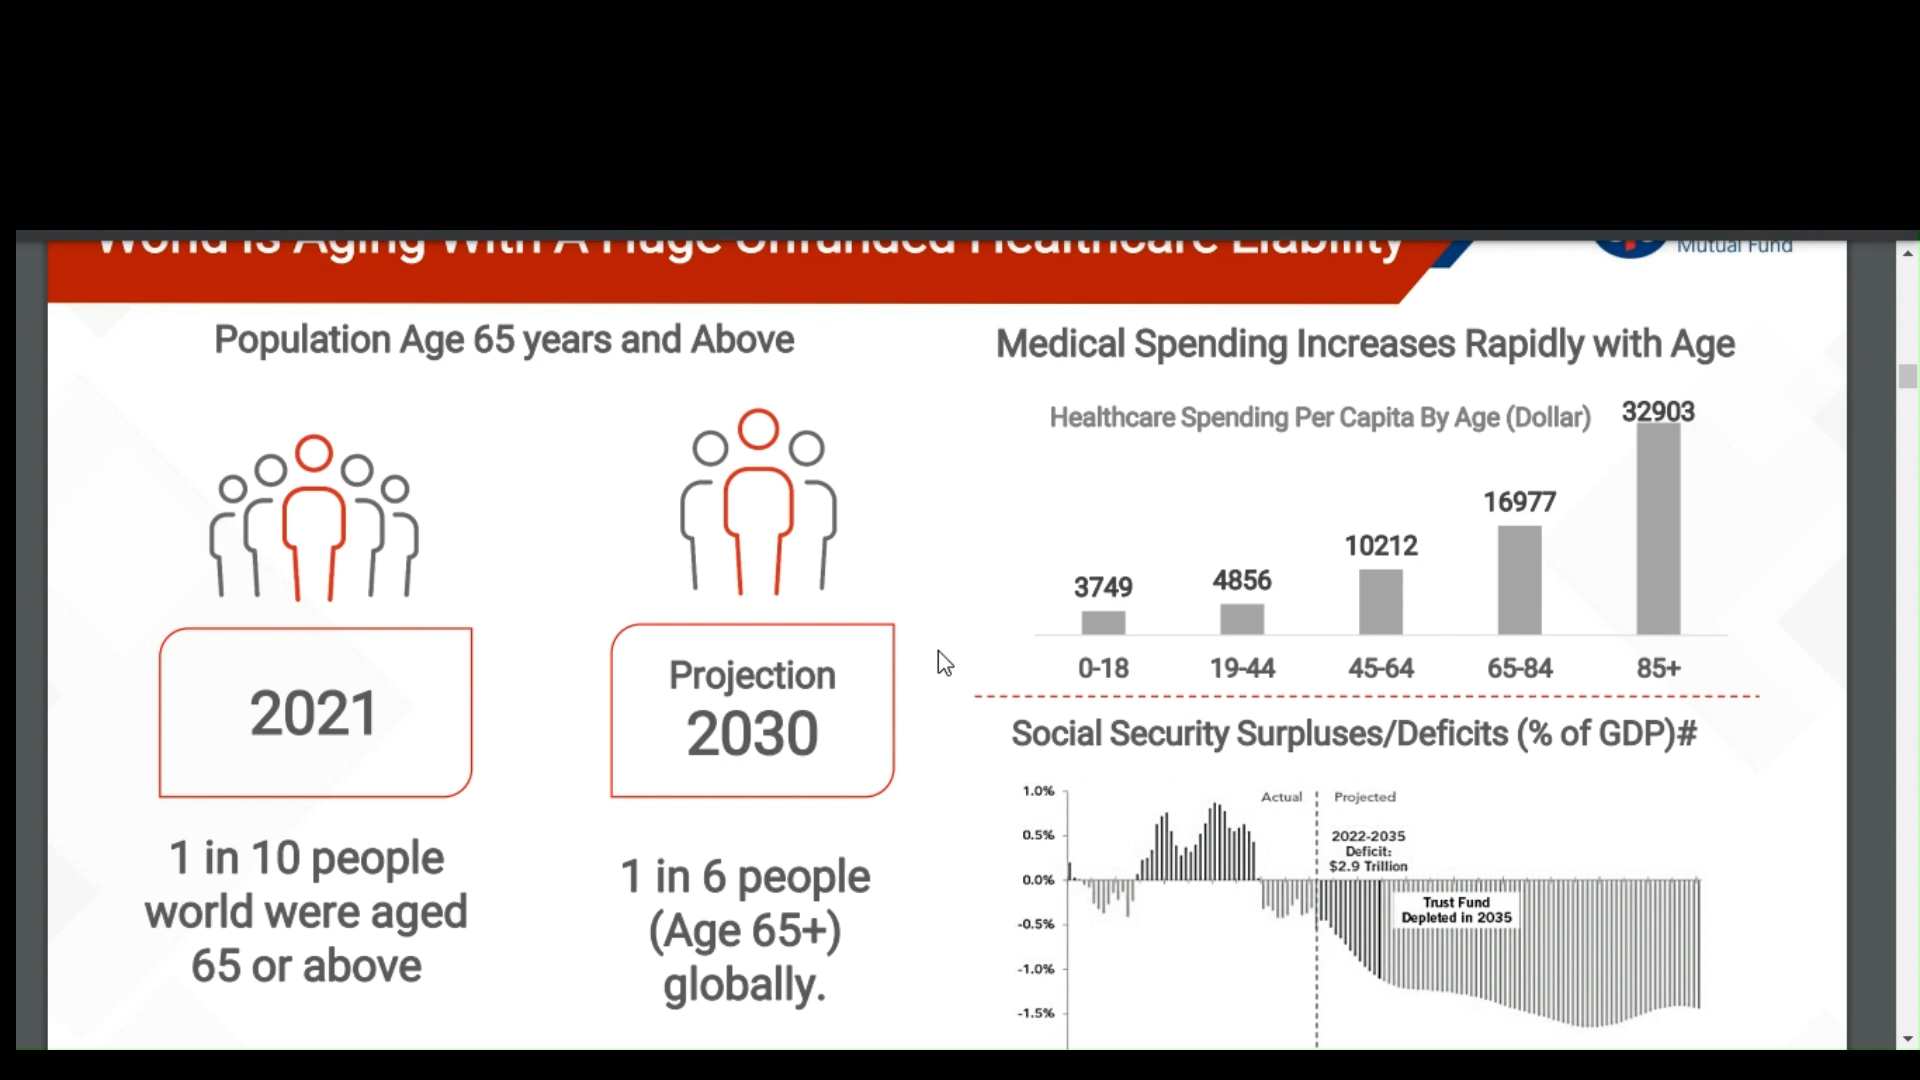 World Is Aging With A Huge Unfunded Healthcare Liability
Mutual Fund
Population Age 65 years and Above
2021
1 in 10 people
world were aged
65 or above
Projection
2030
1 in 6 people
(Age 65+)
globally.
Medical Spending Increases Rapidly with Age
Healthcare Spending Per Capita By Age (Dollar)
3749
4856
10212
16977
32903
0-18
19-44
45-64
65-84
85+
Social Security Surpluses/Deficits (% of GDP)#
1.0%
0.5%
0.0%
-0.5%
-1.0%
-1.5%
Actual
Projected
2022-2035
Deficit:
$2.9 Trillion
Trust Fund
Depleted in 2035